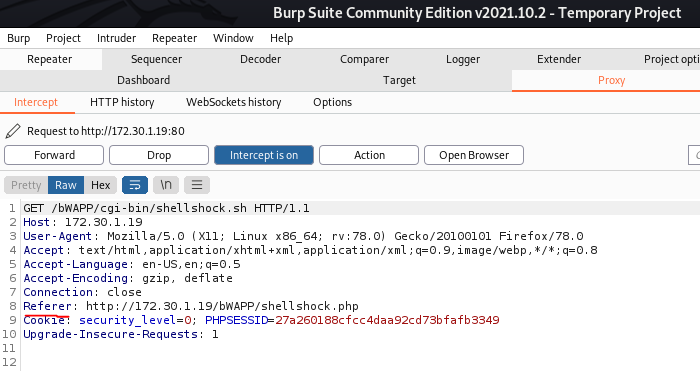 Burp Suite Community Edition v2021.10.2 - Temporary Project
Burp Project Intruder Repeater Window Help
Repeater Sequencer Decoder Comparer Logger Extender Project opti
Dashboard Target Proxy
Intercept HTTP history WebSockets history Options
Request to http://172.30.1.19:80
Forward Drop Intercept is on Action Open Browser
Pretty Raw Hex \n
1 GET /bWAPP/cgi-bin/shellshock.sh HTTP/1.1
2 Host: 172.30.1.19
3 User-Agent: Mozilla/5.0 (X11; Linux x86_64; rv:78.0) Gecko/20100101 Firefox/78.0
4 Accept: text/html,application/xhtml+xml,application/xml;q=0.9,image/webp,*/*;q=0.8
5 Accept-Language: en-US,en;q=0.5
6 Accept-Encoding: gzip, deflate
7 Connection: close
8 Referer: http://172.30.1.19/bWAPP/shellshock.php
9 Cookie: security_level=0; PHPSESSID=27a260188cfcc4daa92cd73bfafb3349
10 Upgrade-Insecure-Requests: 1
11
12